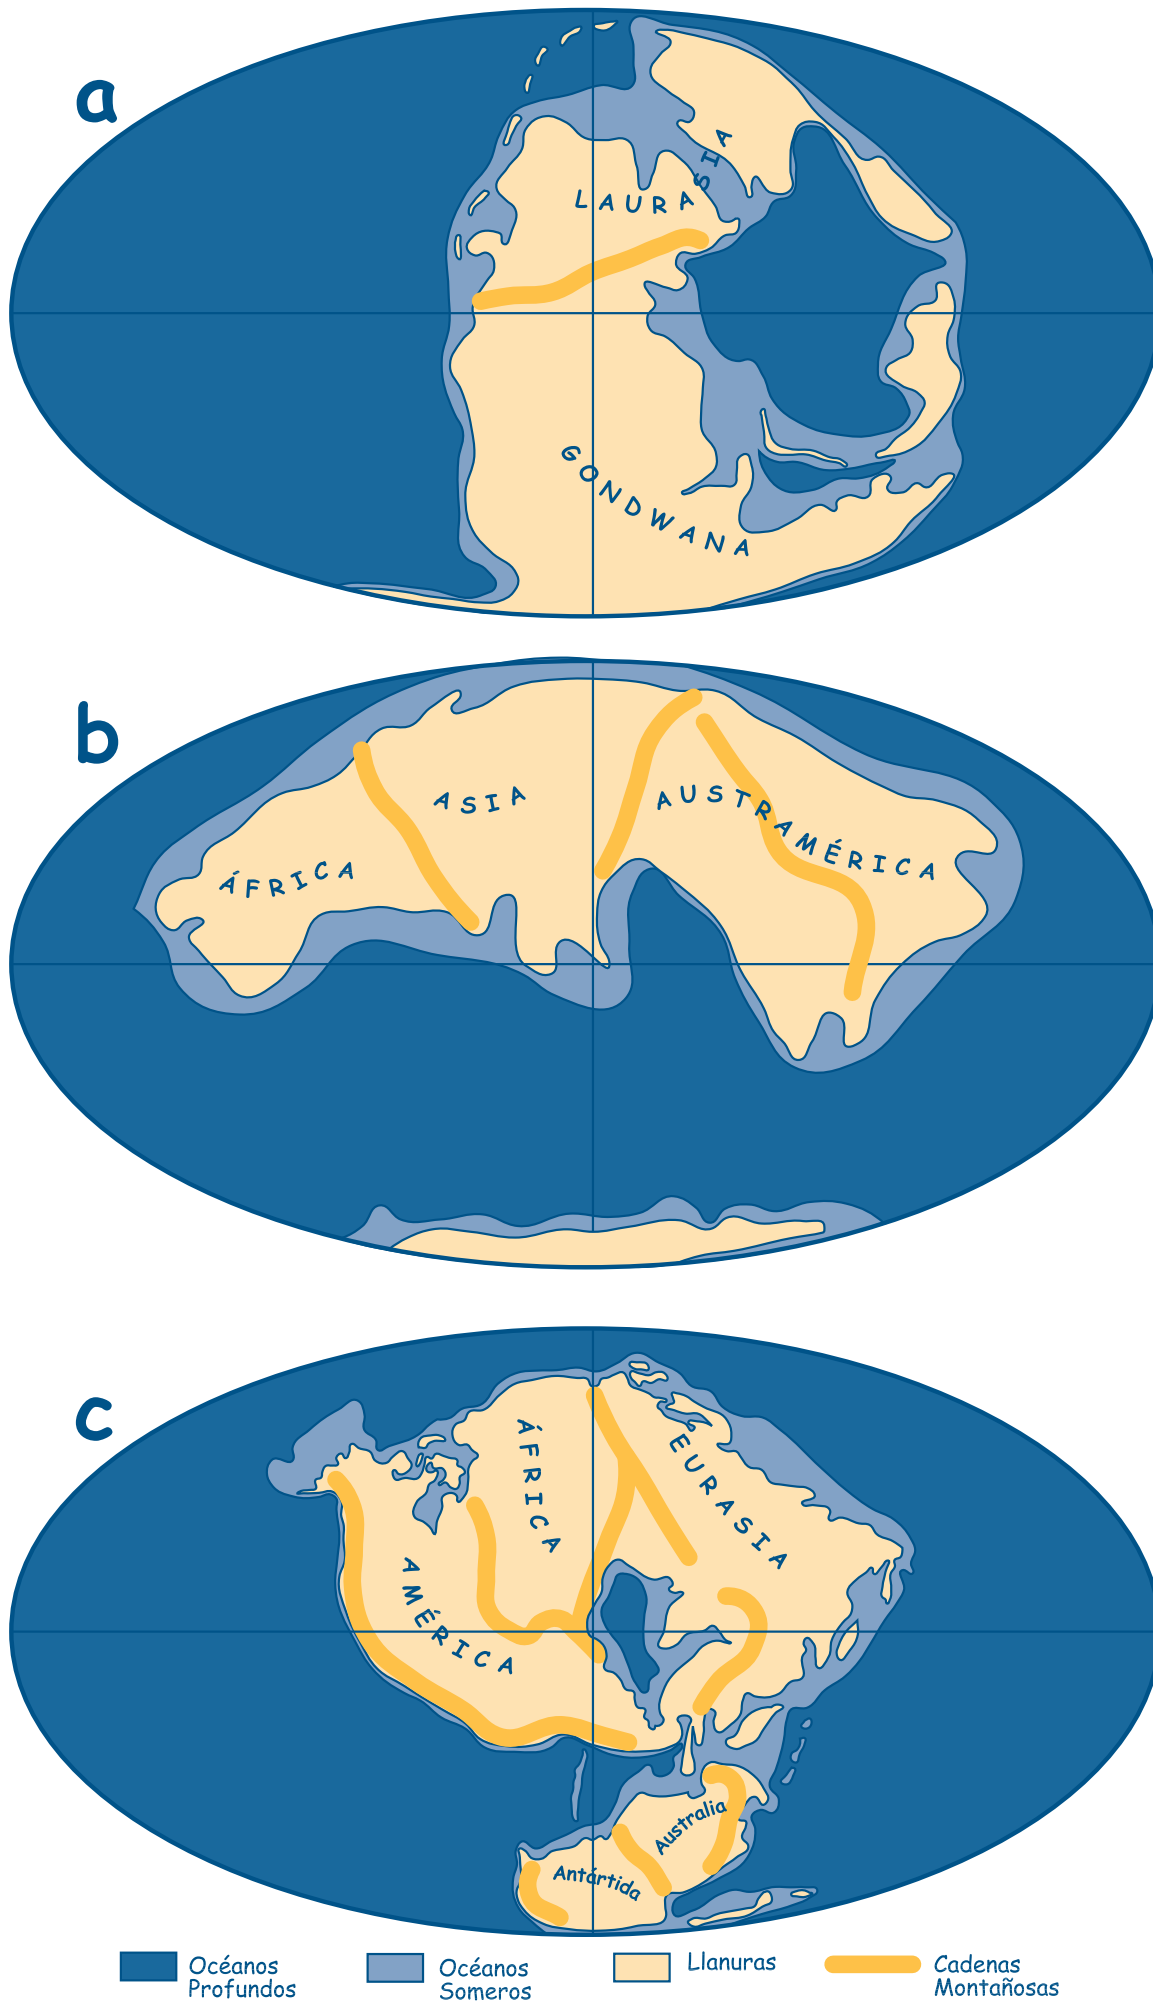 a
LAURASIA
GONDWANA
b
ÁFRICA
ASIA
AUSTRAMÉRICA
c
ÁFRICA
EURASIA
AMÉRICA
Australia
Antártida
Océanos
Profundos
Océanos
Someros
Llanuras
Cadenas
Montañosas